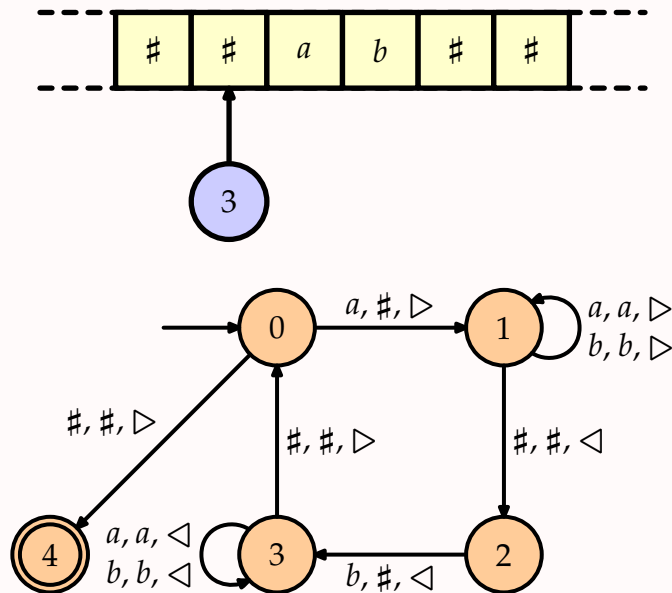 ♯ ♯ a b ♯ ♯
3
0
a, ♯, ▷
1
a, a, ▷
b, b, ▷
♯, ♯, ▷
♯, ♯, ▷
♯, ♯, ◁
4
a, a, ◁
b, b, ◁
3
b, ♯, ◁
2